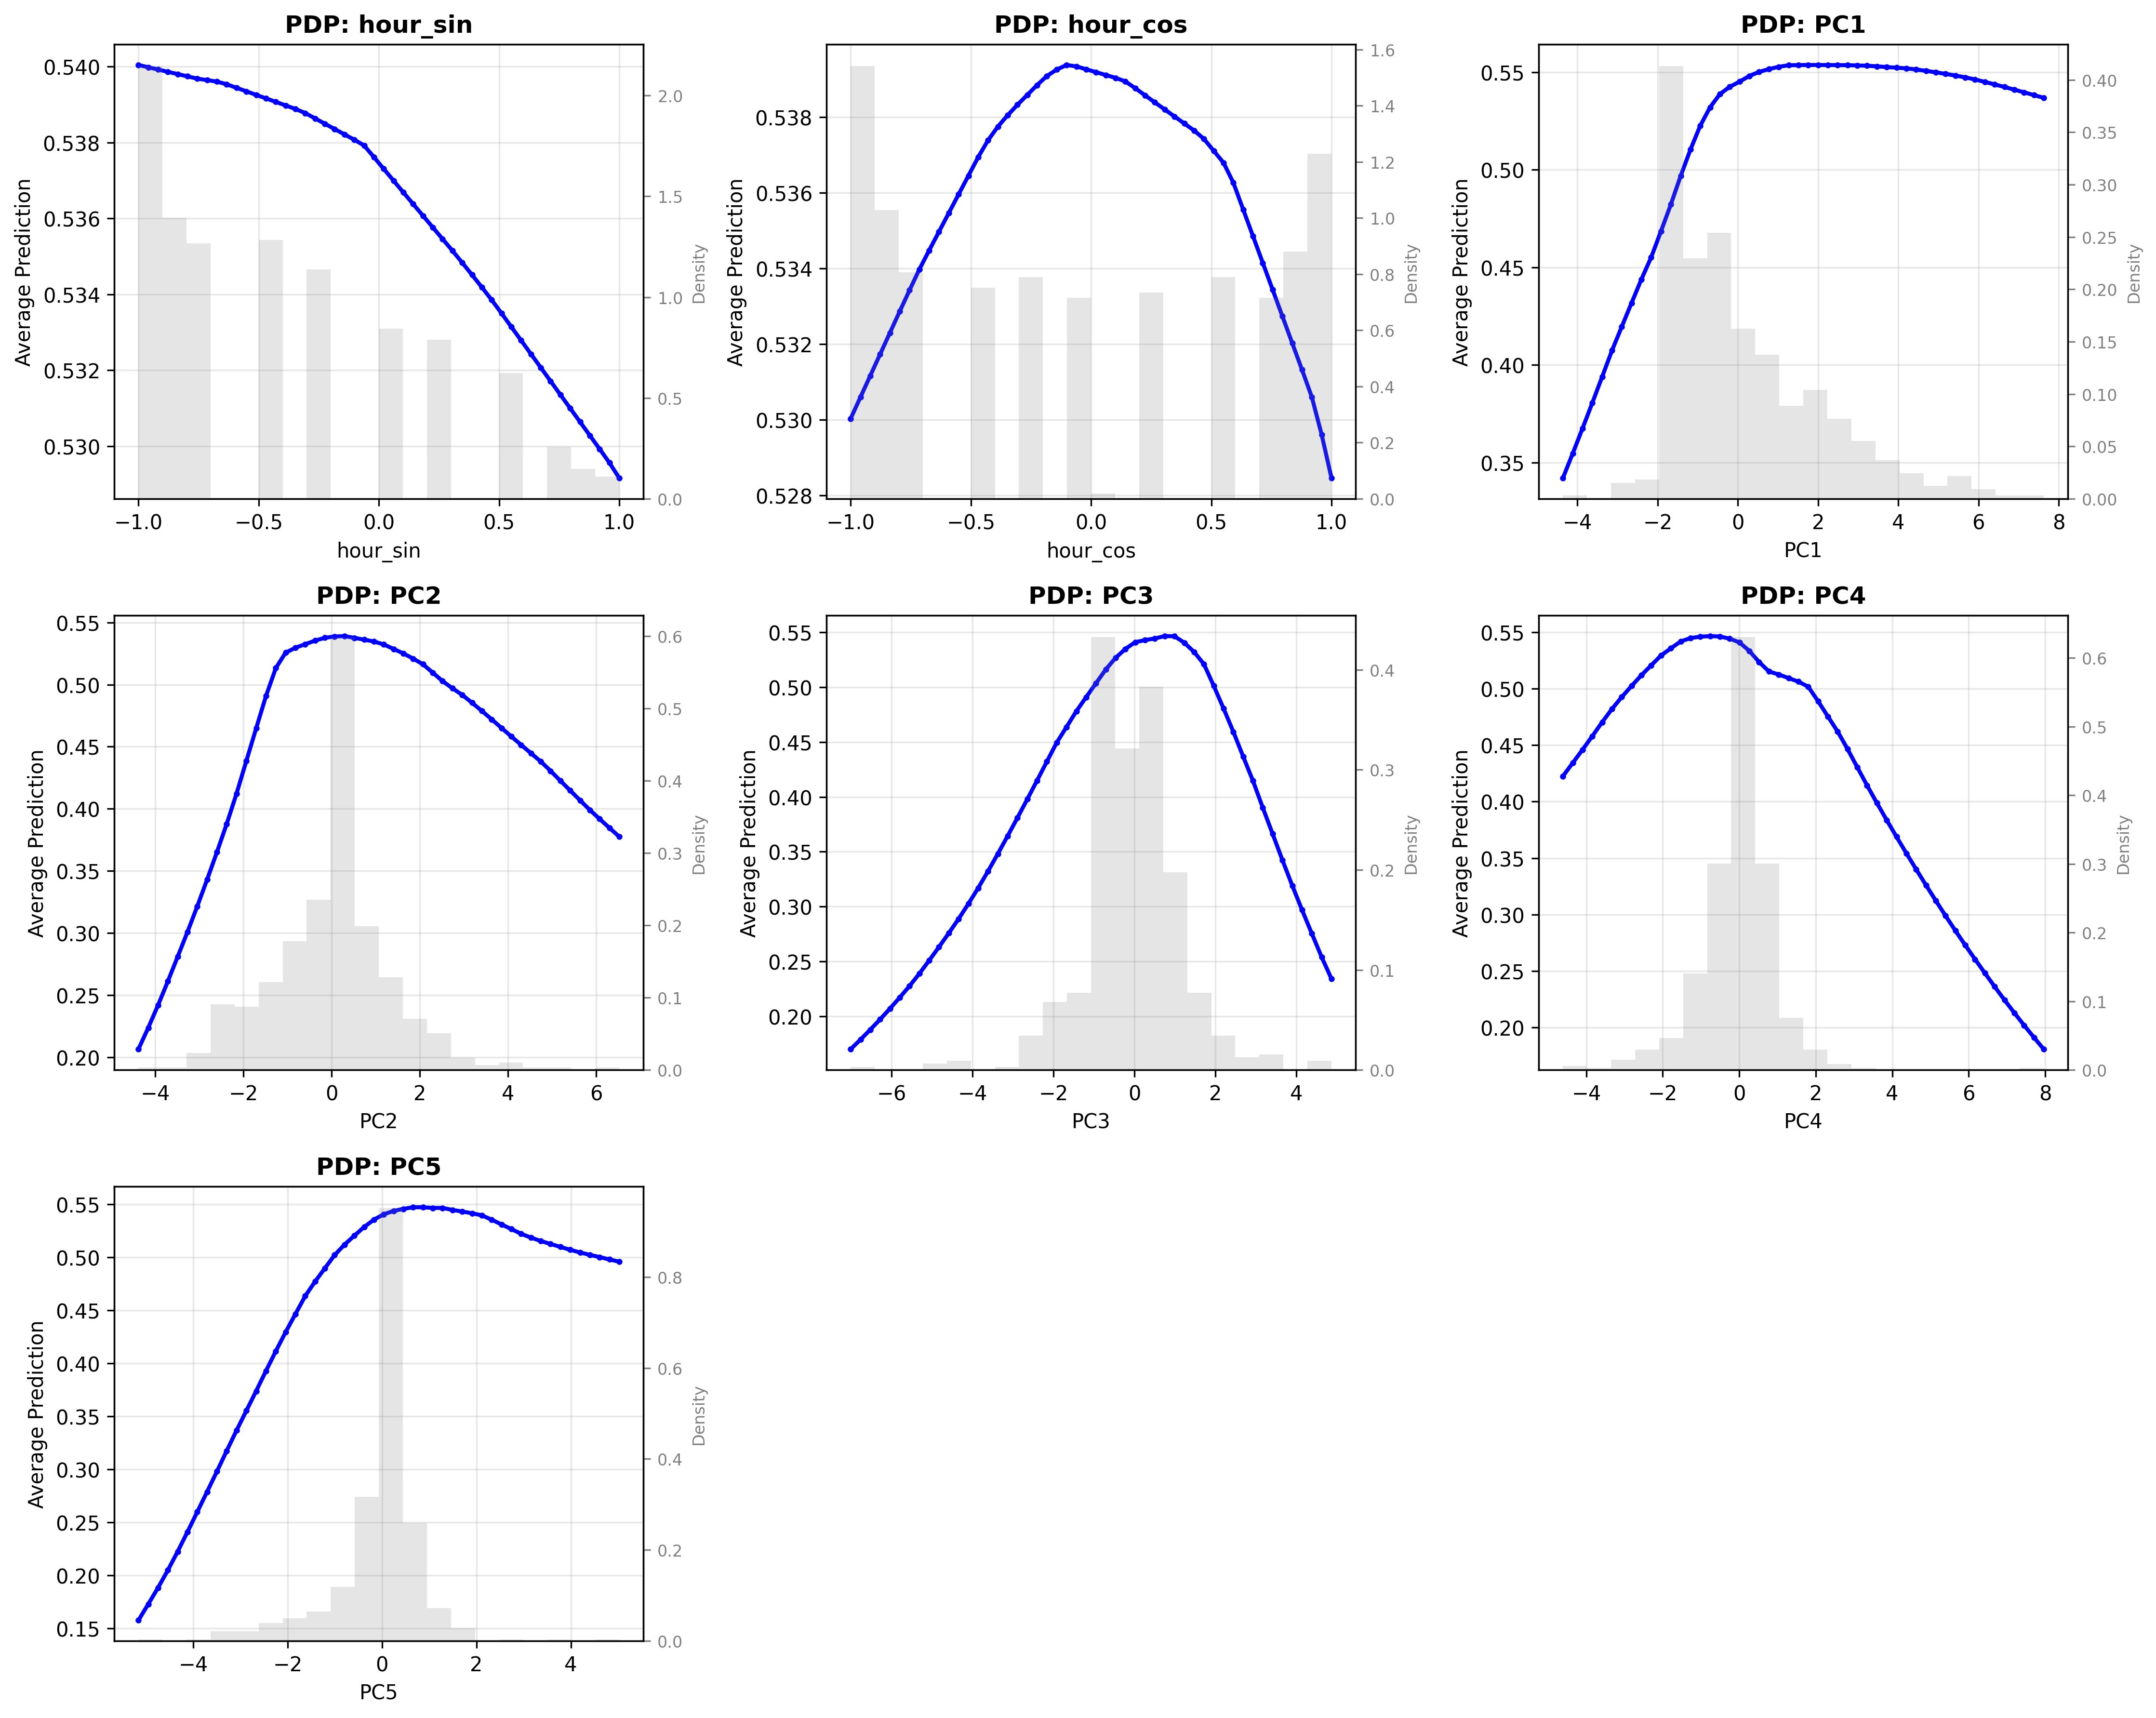 PDP: hour_sin
0.540
0.538
0.536
0.534
0.532
0.530
Average Prediction
2.0
1.5
1.0
0.5
0.0
Density
−1.0 −0.5 0.0 0.5 1.0
hour_sin
PDP: hour_cos
0.538
0.536
0.534
0.532
0.530
0.528
Average Prediction
1.6
1.4
1.2
1.0
0.8
0.6
0.4
0.2
0.0
Density
−1.0 −0.5 0.0 0.5 1.0
hour_cos
PDP: PC1
0.55
0.50
0.45
0.40
0.35
Average Prediction
0.40
0.35
0.30
0.25
0.20
0.15
0.10
0.05
0.00
Density
−4 −2 0 2 4 6 8
PC1
PDP: PC2
0.55
0.50
0.45
0.40
0.35
0.30
0.25
0.20
Average Prediction
0.6
0.5
0.4
0.3
0.2
0.1
0.0
Density
−4 −2 0 2 4 6
PC2
PDP: PC3
0.55
0.50
0.45
0.40
0.35
0.30
0.25
0.20
Average Prediction
0.4
0.3
0.2
0.1
0.0
Density
−6 −4 −2 0 2 4
PC3
PDP: PC4
0.55
0.50
0.45
0.40
0.35
0.30
0.25
0.20
Average Prediction
0.6
0.5
0.4
0.3
0.2
0.1
0.0
Density
−4 −2 0 2 4 6 8
PC4
PDP: PC5
0.55
0.50
0.45
0.40
0.35
0.30
0.25
0.20
0.15
Average Prediction
0.8
0.6
0.4
0.2
0.0
Density
−4 −2 0 2 4
PC5